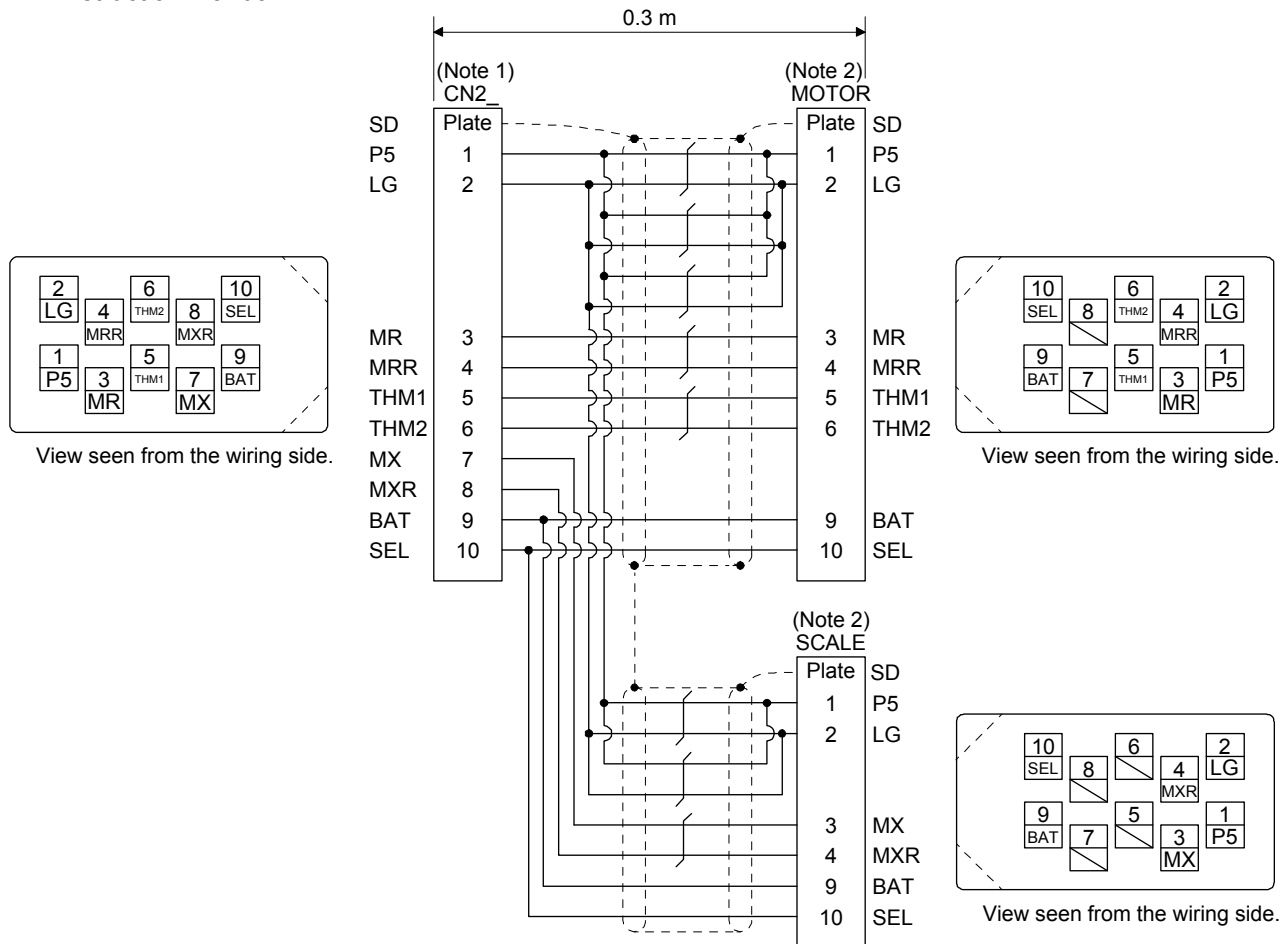 0.3 m
(Note 1)
CN2_
(Note 2)
MOTOR
SD Plate Plate SD
P5 1 1 P5
LG 2 2 LG
MR 3 3 MR
MRR 4 4 MRR
THM1 5 5 THM1
THM2 6 6 THM2
MX 7
MXR 8
BAT 9 9 BAT
SEL 10 10 SEL
2 6 10
LG 4 THM2 8 SEL
MRR MXR
1 5 9
P5 3 THM1 7 BAT
MR MX
View seen from the wiring side.
10 6 2
SEL 8 THM2 4 LG
MRR
9 5 1
BAT 7 THM1 3 P5
MR
View seen from the wiring side.
(Note 2)
SCALE
Plate SD
1 P5
2 LG
3 MX
4 MXR
9 BAT
10 SEL
10 6 2
SEL 8 4 LG
MXR
9 5 1
BAT 7 3 P5
MX
View seen from the wiring side.